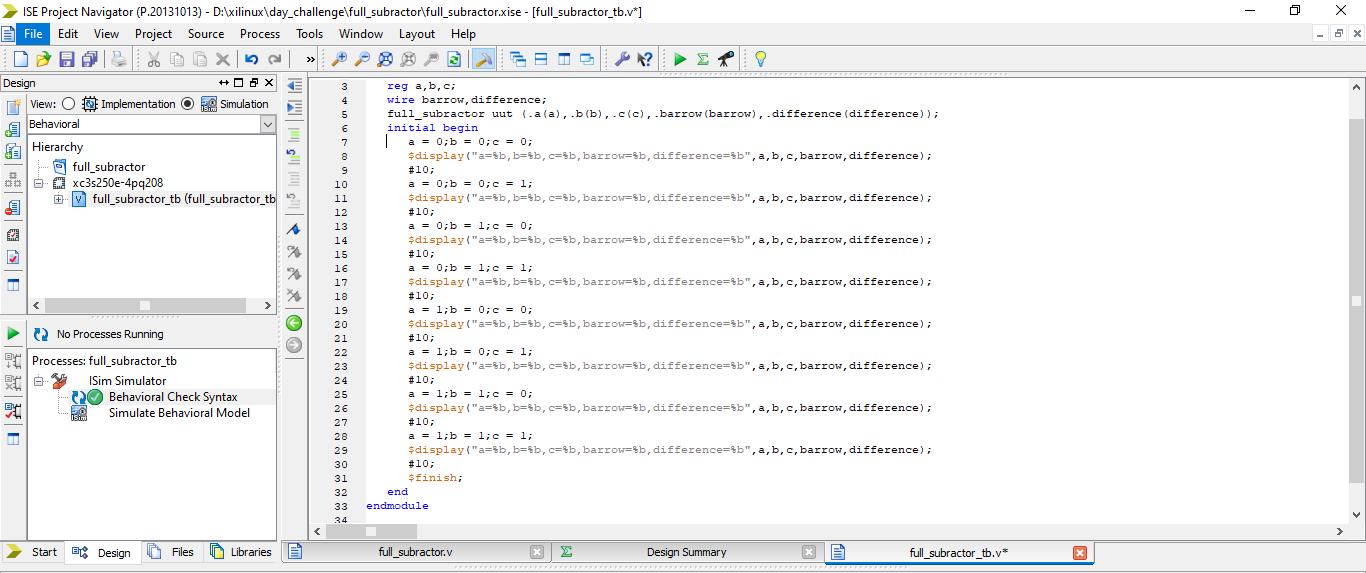 ISE Project Navigator (P.20131013) - D:\xilinux\day_challenge\full_subractor\full_subractor.xise - [full_subractor_tb.v*]
File Edit View Project Source Process Tools Window Layout Help
Design
View: Implementation Simulation
Behavioral
Hierarchy
full_subractor
xc3s250e-4pq208
full_subractor_tb (full_subractor_tb
No Processes Running
Processes: full_subractor_tb
ISim Simulator
Behavioral Check Syntax
Simulate Behavioral Model
3 reg a,b,c;
4 wire barrow,difference;
5 full_subractor uut (.a(a),.b(b),.c(c),.barrow(barrow),.difference(difference));
6 initial begin
7 a = 0;b = 0;c = 0;
8 $display("a=%b,b=%b,c=%b,barrow=%b,difference=%b",a,b,c,barrow,difference);
9 #10;
10 a = 0;b = 0;c = 1;
11 $display("a=%b,b=%b,c=%b,barrow=%b,difference=%b",a,b,c,barrow,difference);
12 #10;
13 a = 0;b = 1;c = 0;
14 $display("a=%b,b=%b,c=%b,barrow=%b,difference=%b",a,b,c,barrow,difference);
15 #10;
16 a = 0;b = 1;c = 1;
17 $display("a=%b,b=%b,c=%b,barrow=%b,difference=%b",a,b,c,barrow,difference);
18 #10;
19 a = 1;b = 0;c = 0;
20 $display("a=%b,b=%b,c=%b,barrow=%b,difference=%b",a,b,c,barrow,difference);
21 #10;
22 a = 1;b = 0;c = 1;
23 $display("a=%b,b=%b,c=%b,barrow=%b,difference=%b",a,b,c,barrow,difference);
24 #10;
25 a = 1;b = 1;c = 0;
26 $display("a=%b,b=%b,c=%b,barrow=%b,difference=%b",a,b,c,barrow,difference);
27 #10;
28 a = 1;b = 1;c = 1;
29 $display("a=%b,b=%b,c=%b,barrow=%b,difference=%b",a,b,c,barrow,difference);
30 #10;
31 $finish;
32 end
33 endmodule
34
Start Design Files Libraries
full_subractor.v Design Summary full_subractor_tb.v*